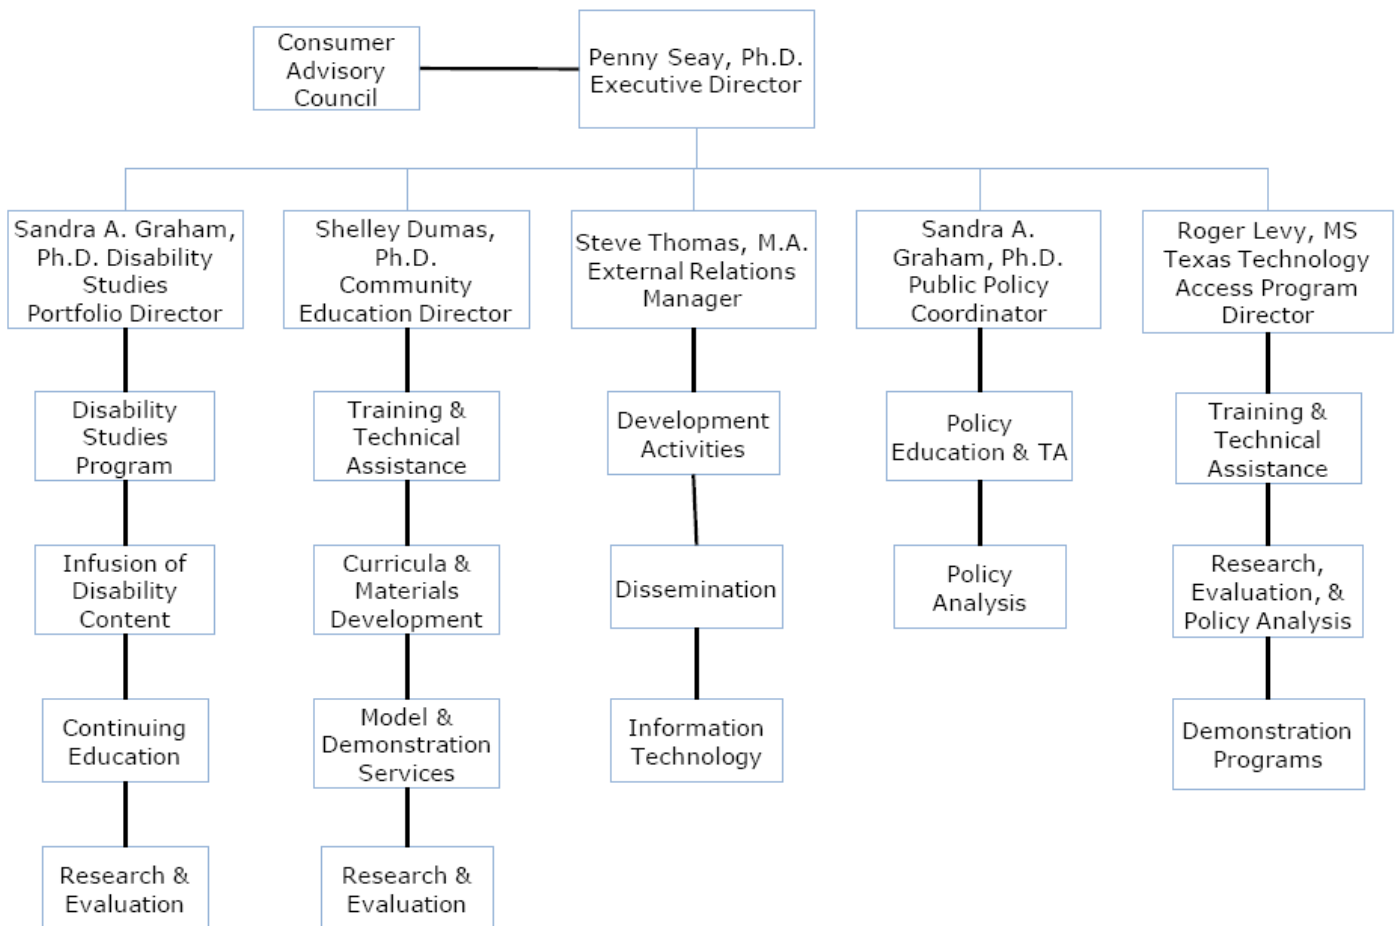 Consumer
Advisory
Council
Penny Seay, Ph.D.
Executive Director
Sandra A. Graham,
Ph.D. Disability
Studies
Portfolio Director
Shelley Dumas,
Ph.D.
Community
Education Director
Steve Thomas, M.A.
External Relations
Manager
Sandra A.
Graham, Ph.D.
Public Policy
Coordinator
Roger Levy, MS
Texas Technology
Access Program
Director
Disability
Studies
Program
Training &
Technical
Assistance
Development
Activities
Policy
Education & TA
Training &
Technical
Assistance
Infusion of
Disability
Content
Curricula &
Materials
Development
Dissemination
Policy
Analysis
Research,
Evaluation, &
Policy Analysis
Continuing
Education
Model &
Demonstration
Services
Information
Technology
Demonstration
Programs
Research &
Evaluation
Research &
Evaluation